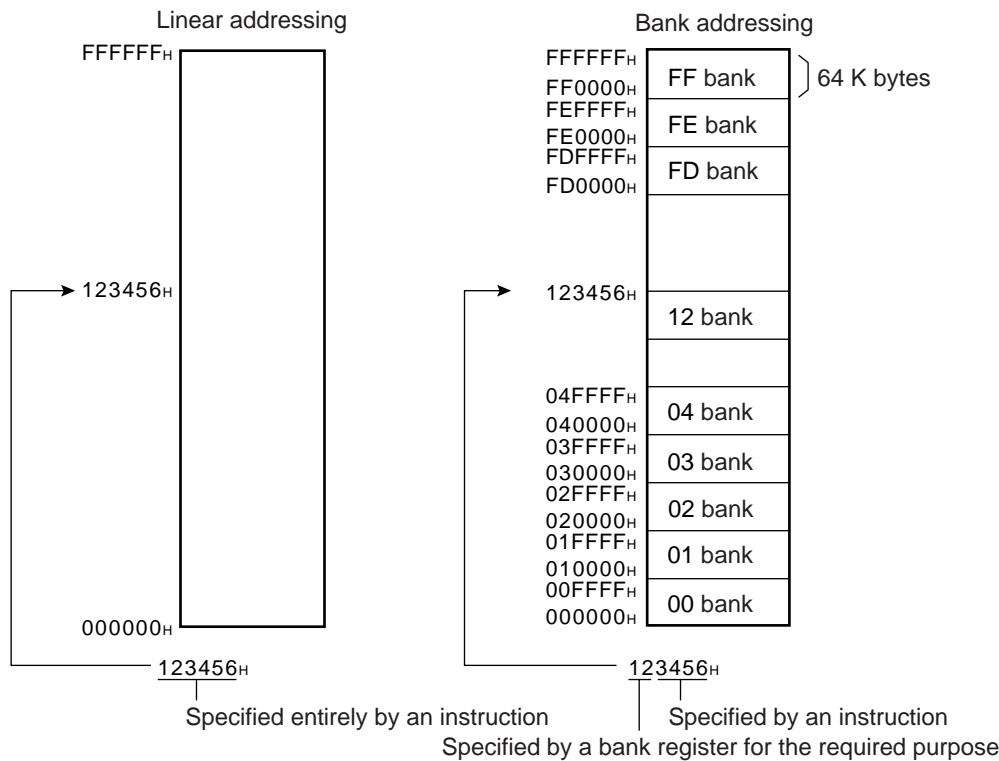 Linear addressing
FFFFFFH
123456H
000000H
123456H
Specified entirely by an instruction
Bank addressing
FFFFFFH
FF bank
64 K bytes
FF0000H
FEFFFFH
FE bank
FE0000H
FDFFFFH
FD bank
FD0000H
123456H
12 bank
04FFFFH
04 bank
040000H
03FFFFH
03 bank
030000H
02FFFFH
02 bank
020000H
01FFFFH
01 bank
010000H
00FFFFH
00 bank
000000H
123456H
Specified by an instruction
Specified by a bank register for the required purpose